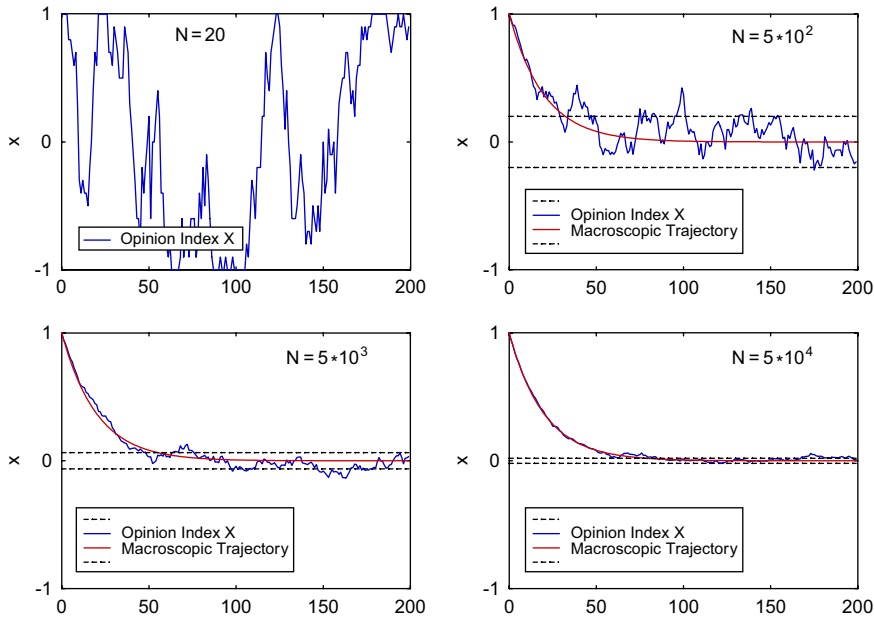 1
N = 20
x
0
Opinion Index X
-1
0 50 100 150 200
1
N = 5*10^2
x
0
Opinion Index X
Macroscopic Trajectory
-1
0 50 100 150 200
1
N = 5*10^3
x
0
Opinion Index X
Macroscopic Trajectory
-1
0 50 100 150 200
1
N = 5*10^4
x
0
Opinion Index X
Macroscopic Trajectory
-1
0 50 100 150 200